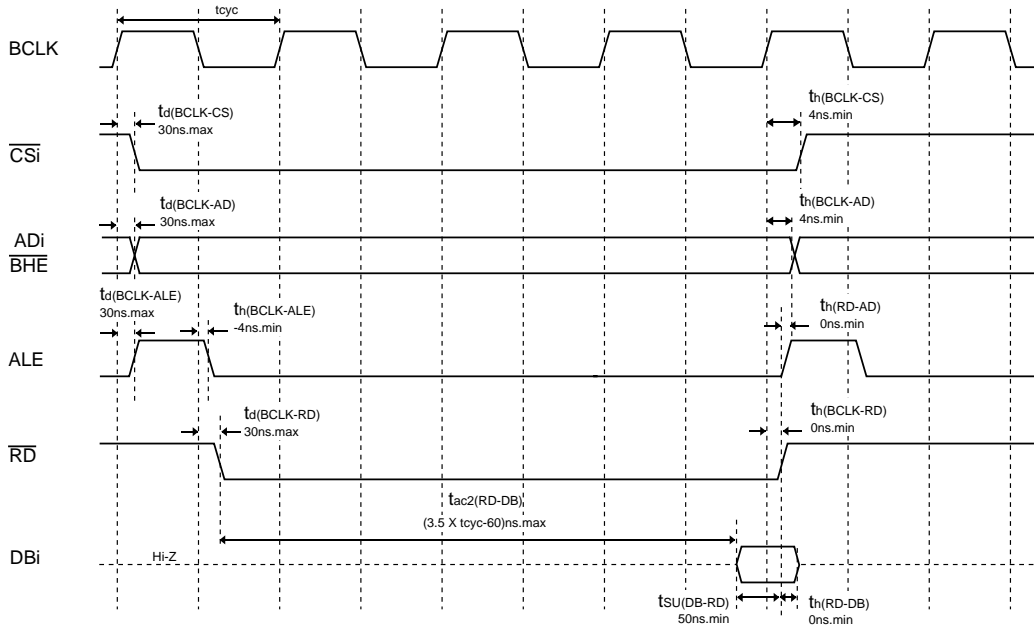 tcyc
BCLK
td(BCLK-CS)
30ns.max
th(BCLK-CS)
4ns.min
CSi
td(BCLK-AD)
30ns.max
th(BCLK-AD)
4ns.min
ADi
BHE
td(BCLK-ALE)
30ns.max
th(BCLK-ALE)
-4ns.min
th(RD-AD)
0ns.min
ALE
td(BCLK-RD)
30ns.max
th(BCLK-RD)
0ns.min
RD
tac2(RD-DB)
(3.5 X tcyc-60)ns.max
DBi
Hi-Z
tSU(DB-RD)
50ns.min
th(RD-DB)
0ns.min